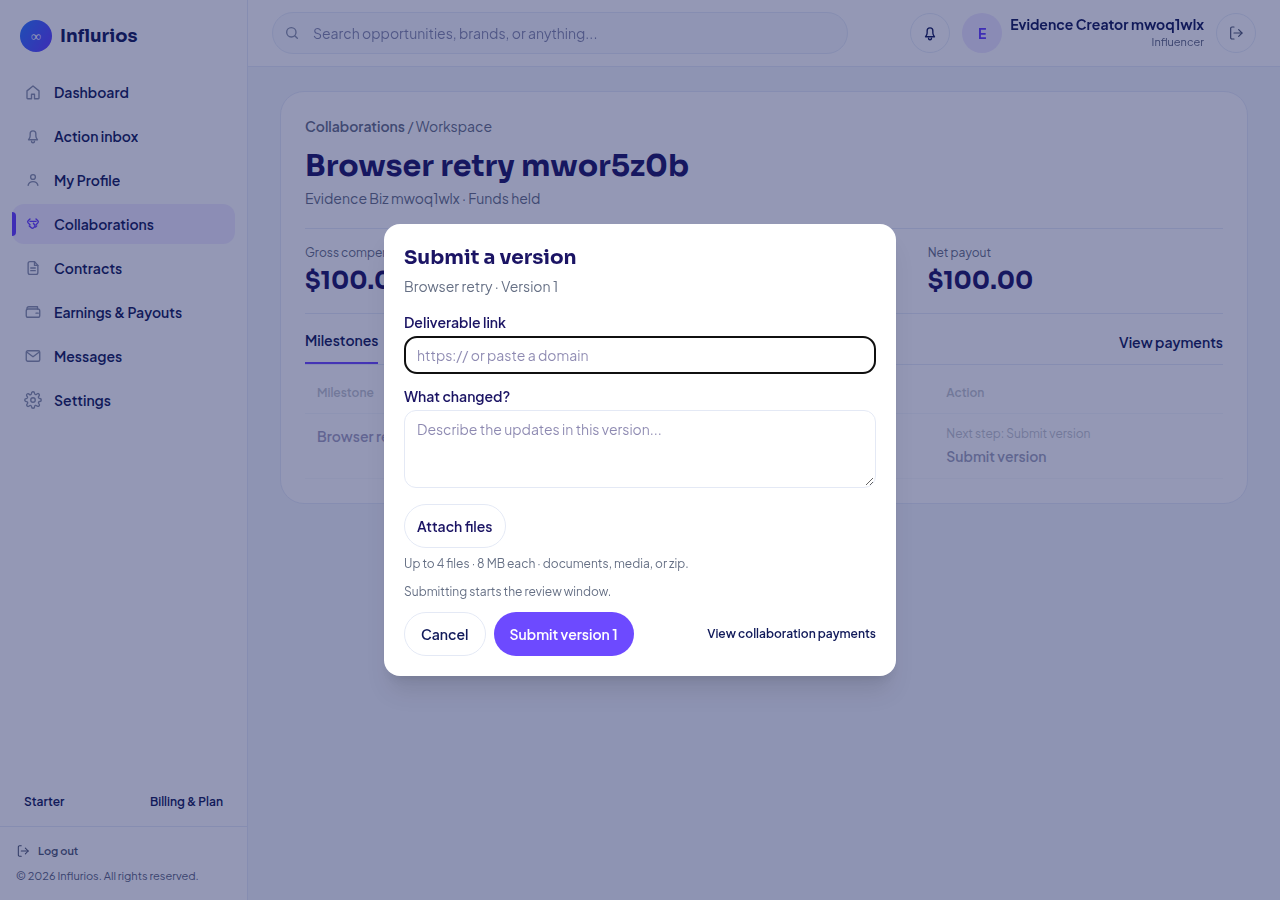 ∞ Influrios
Search opportunities, brands, or anything...
E
Evidence Creator mwoq1wlx
Influencer
Dashboard
Action inbox
My Profile
Collaborations
Contracts
Earnings & Payouts
Messages
Settings
Starter
Billing & Plan
Log out
© 2026 Influrios. All rights reserved.
Collaborations / Workspace
Browser retry mwor5z0b
Evidence Biz mwoq1wlx · Funds held
Gross
$100.
Net payout
$100.00
Milestones
View payments
Milestone
Action
Browser
Next step: Submit version
Submit version
Submit a version
Browser retry · Version 1
Deliverable link
https:// or paste a domain
What changed?
Describe the updates in this version...
Attach files
Up to 4 files · 8 MB each · documents, media, or zip.
Submitting starts the review window.
Cancel
Submit version 1
View collaboration payments